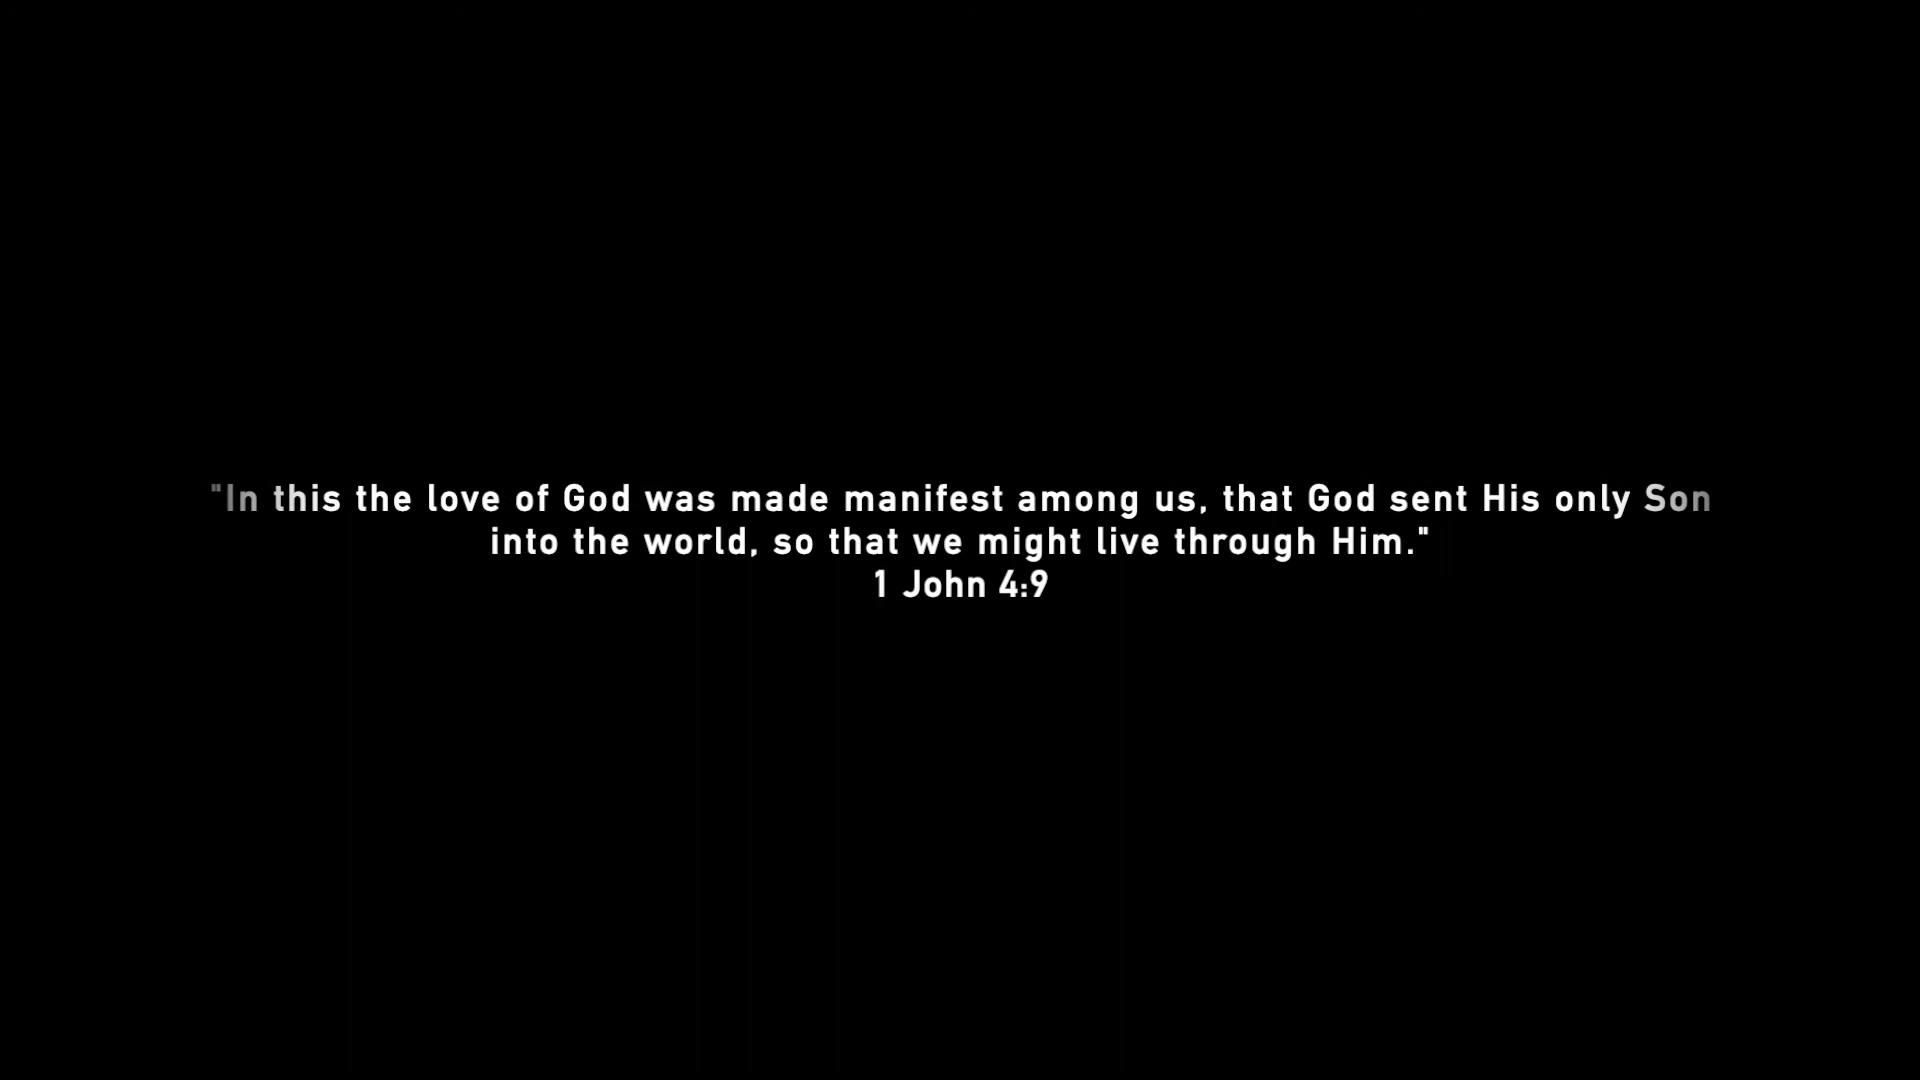 "In this the love of God was made manifest among us, that God sent His only Son
into the world, so that we might live through Him."
1 John 4:9